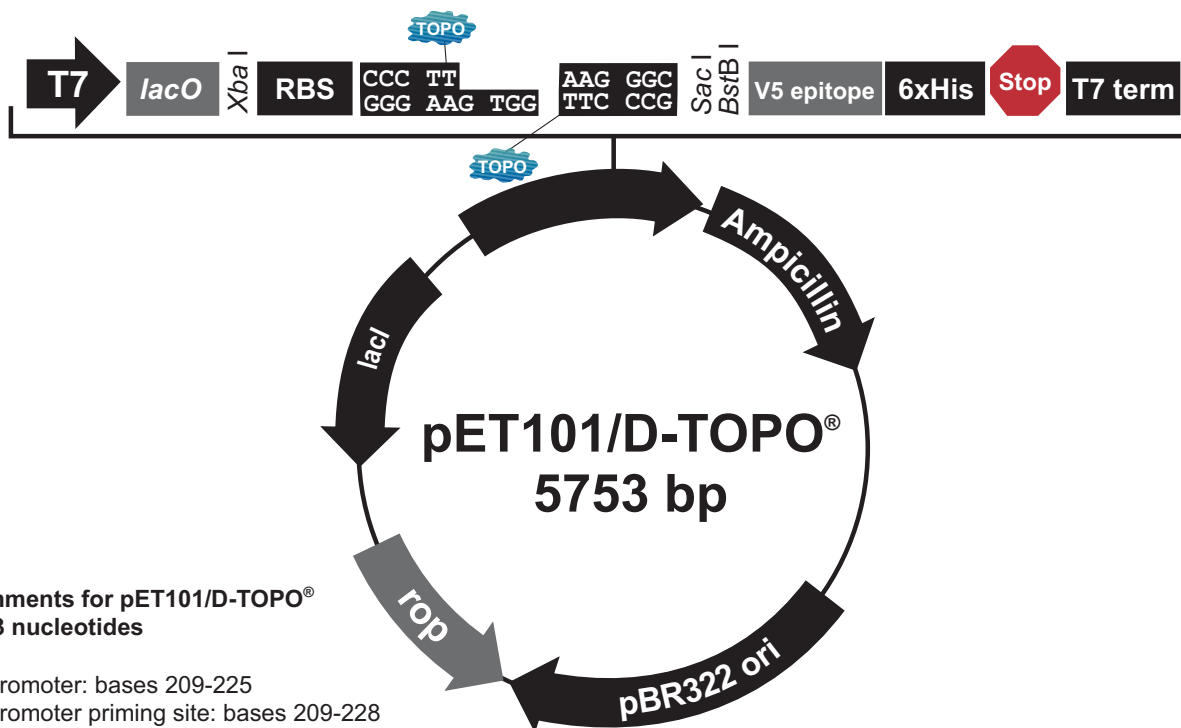 TOPO
T7 lacO Xba I RBS CCC TT AAG GGC Sac I BstB I V5 epitope 6xHis Stop T7 term
GGG AAG TGG TTC CCG
TOPO
Ampicillin
lacI
pET101/D-TOPO®
5753 bp
rop
pBR322 ori
nments for pET101/D-TOPO®
3 nucleotides
romoter: bases 209-225
romoter priming site: bases 209-228